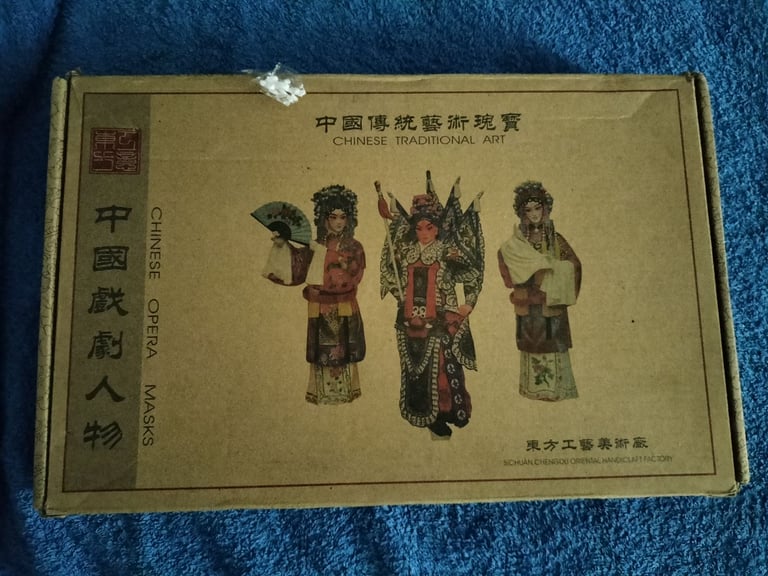 中國傳統藝術瑰寶
CHINESE TRADITIONAL ART
中國戲劇人物
CHINESE OPERA MASKS
東方工藝美術廠
SICHUAN,CHENGDU ORIENTAL HANDICLAFT FACTORY